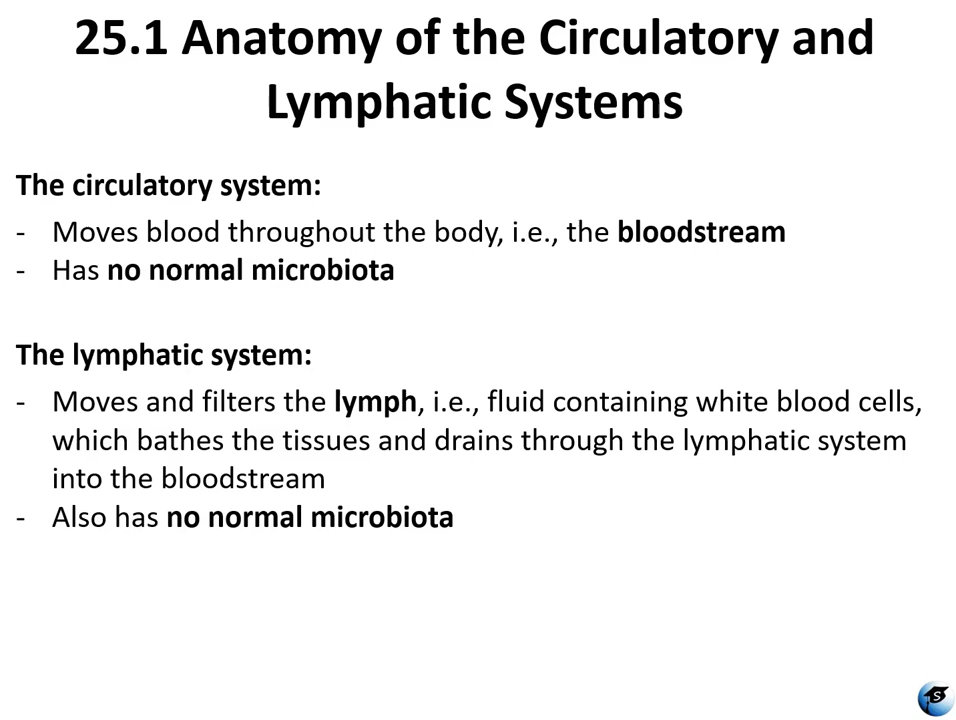 25.1 Anatomy of the Circulatory and
Lymphatic Systems
The circulatory system:
- Moves blood throughout the body, i.e., the bloodstream
- Has no normal microbiota
The lymphatic system:
- Moves and filters the lymph, i.e., fluid containing white blood cells,
which bathes the tissues and drains through the lymphatic system
into the bloodstream
- Also has no normal microbiota
S